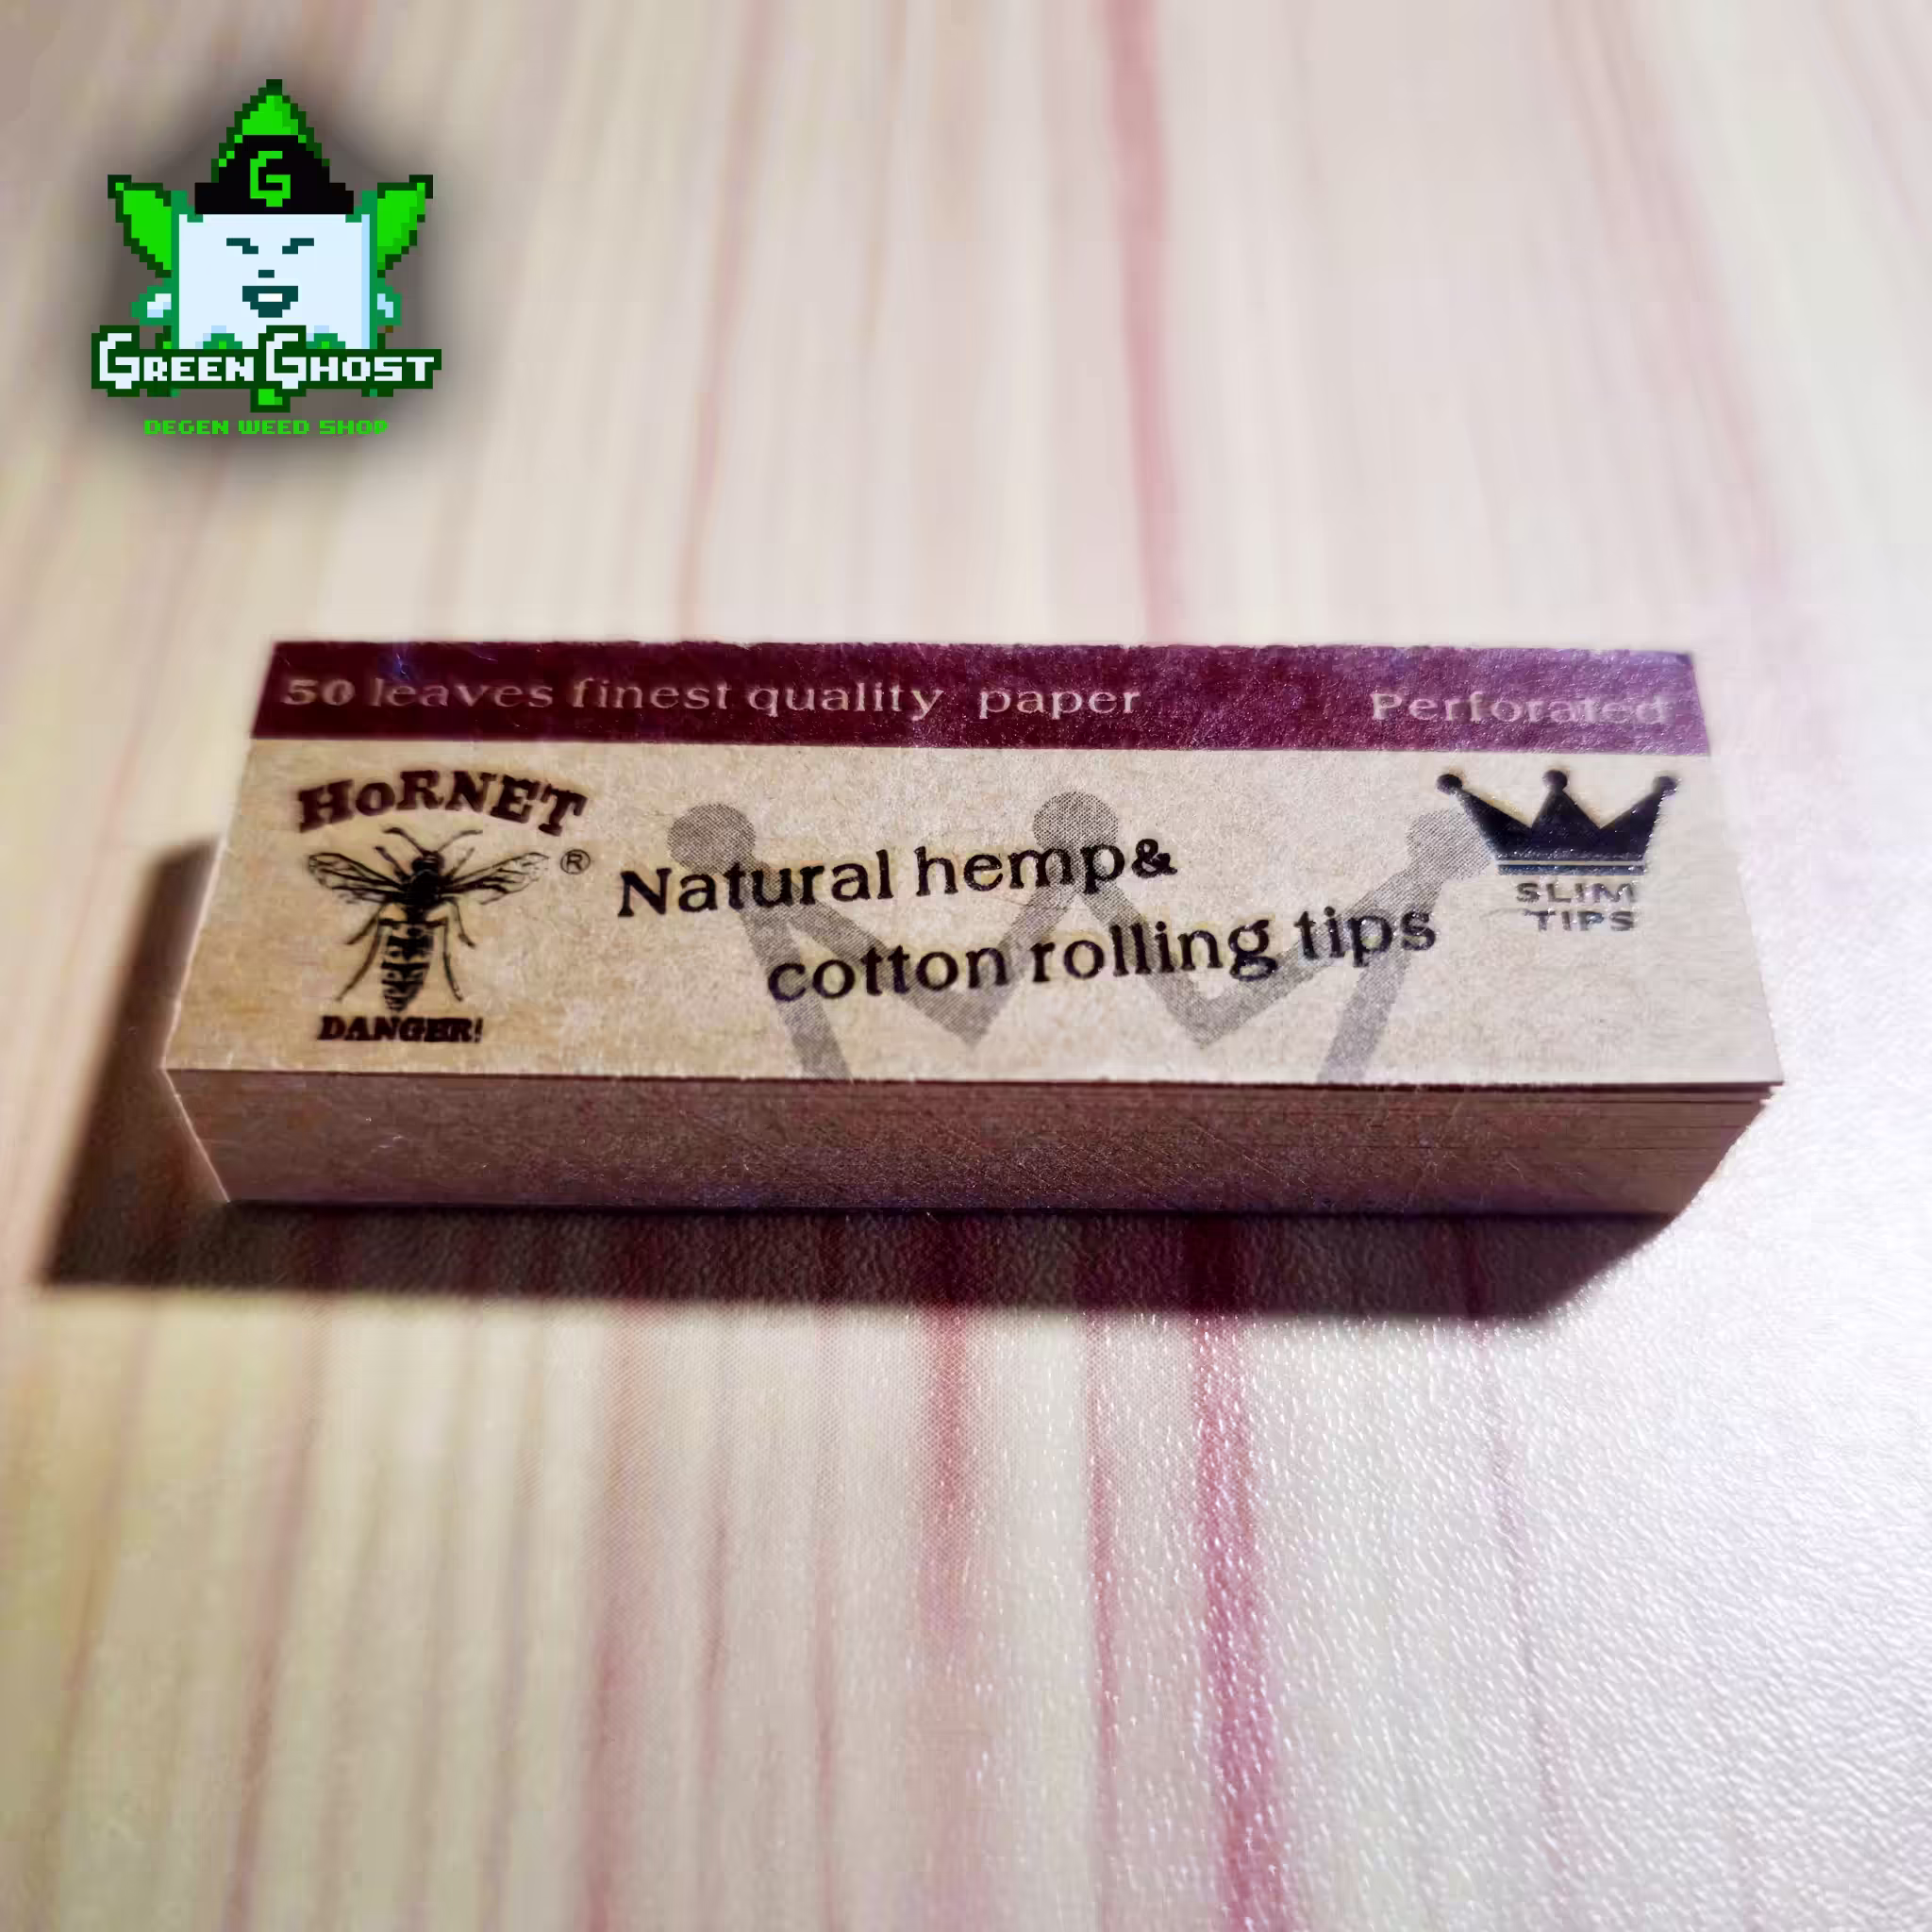 G
GREEN GHOST
DEGEN WEED SHOP
50 leaves finest quality paper Perforated
HoRNET
®
DANGER!
Natural hemp&
cotton rolling tips
SLIM
TIPS